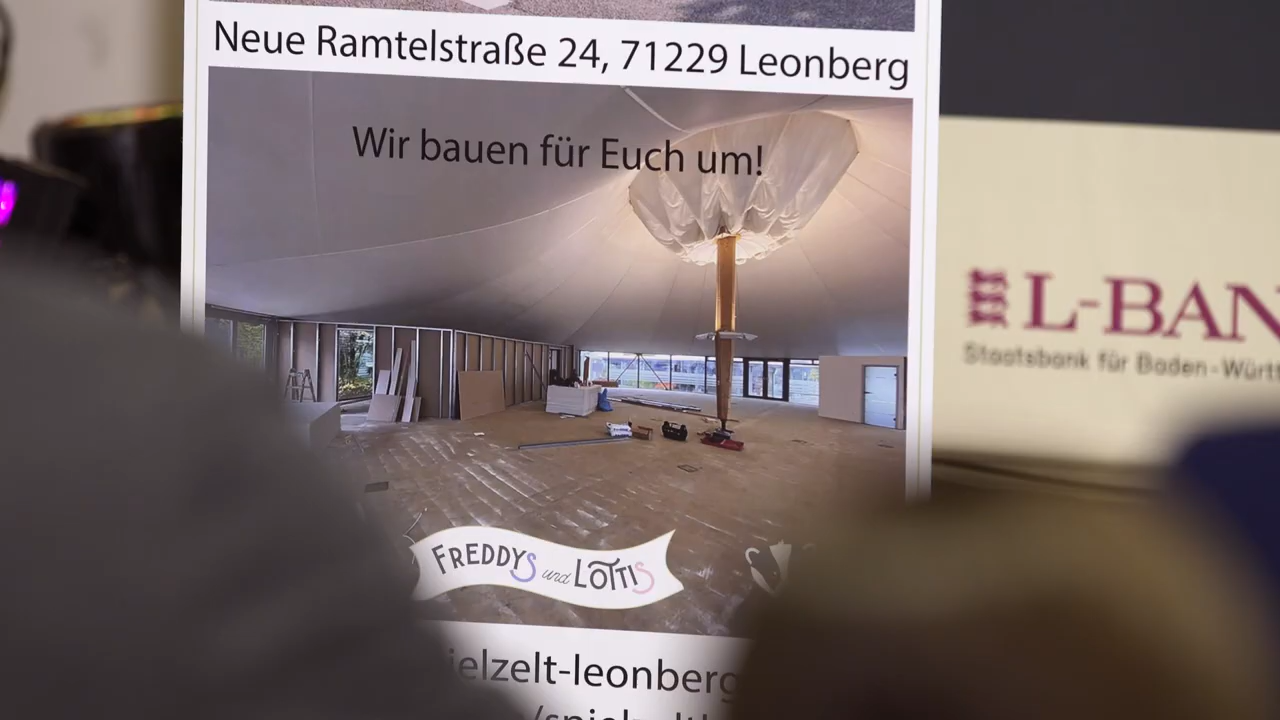 Neue Ramtelstraße 24, 71229 Leonberg
Wir bauen für Euch um!
L-BAN
Staatsbank für Baden-Württ
FREDDYS und LOTTIS
ielzelt-leonberg